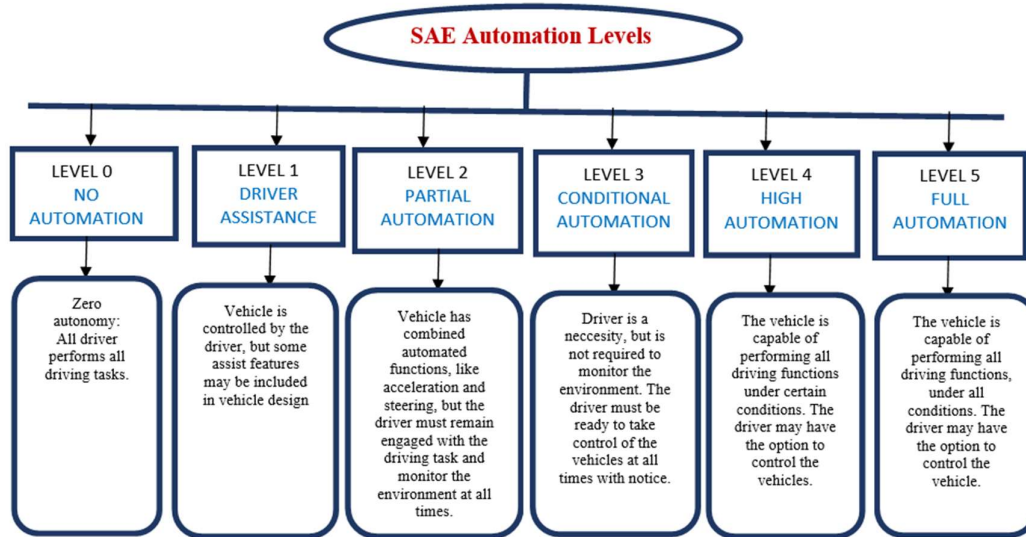 SAE Automation Levels
LEVEL 0
NO
AUTOMATION
LEVEL 1
DRIVER
ASSISTANCE
LEVEL 2
PARTIAL
AUTOMATION
LEVEL 3
CONDITIONAL
AUTOMATION
LEVEL 4
HIGH
AUTOMATION
LEVEL 5
FULL
AUTOMATION
Zero
autonomy:
All driver
performs all
driving tasks.
Vehicle is
controlled by the
driver, but some
assist features
may be included
in vehicle design
Vehicle has
combined
automated
functions, like
acceleration and
steering, but the
driver must remain
engaged with the
driving task and
monitor the
environment at all
times.
Driver is a
neccesity, but is
not required to
monitor the
environment. The
driver must be
ready to take
control of the
vehicles at all
times with notice.
The vehicle is
capable of
performing all
driving functions
under certain
conditions. The
driver may have
the option to
control the
vehicles.
The vehicle is
capable of
performing all
driving functions,
under all
conditions. The
driver may have
the option to
control the
vehicle.